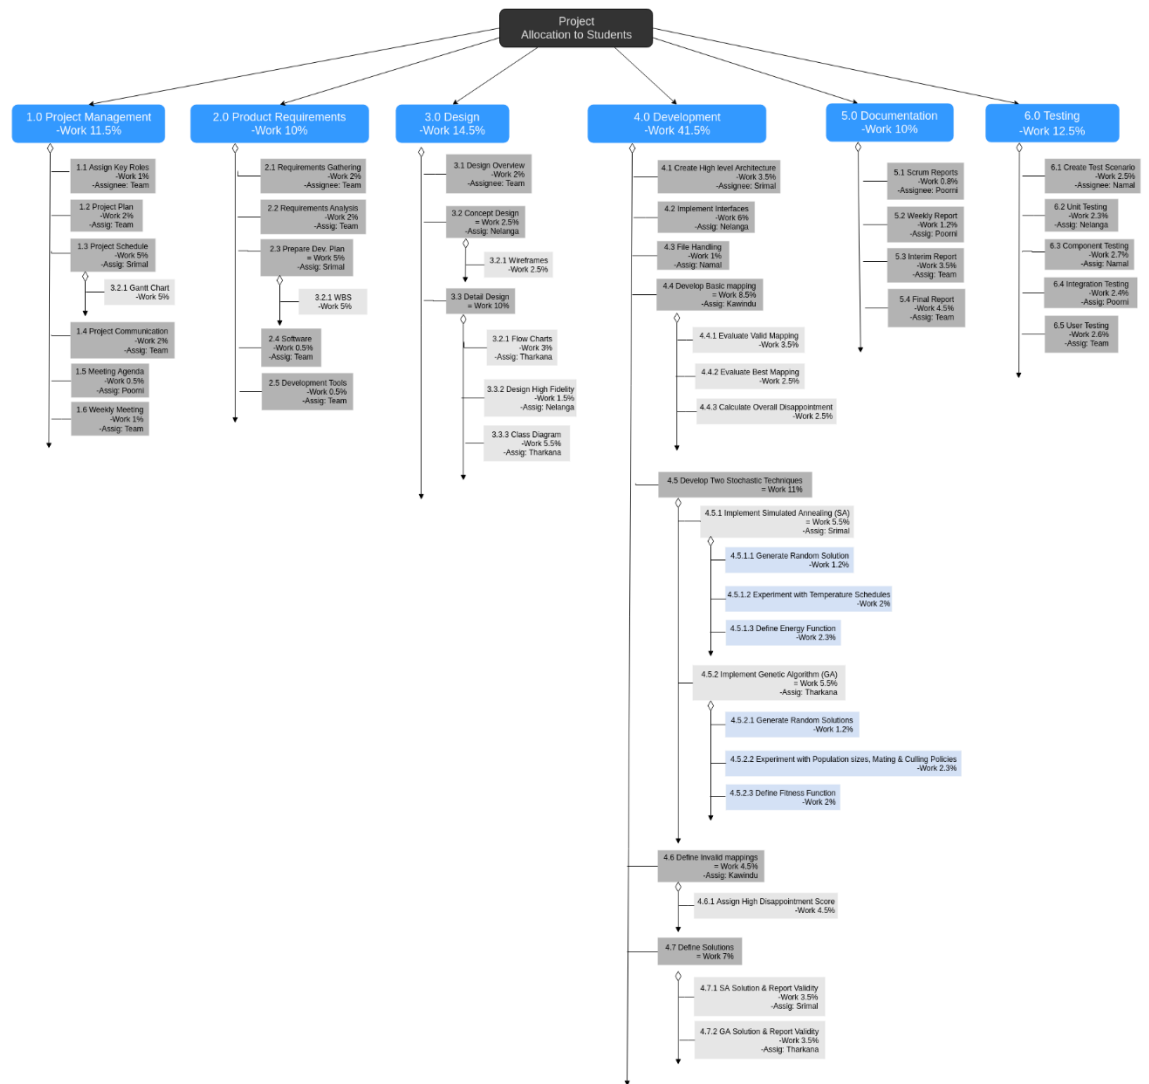 Project
Allocation to Students
1.0 Project Management
-Work 11.5%
1.1 Assign Key Roles
-Work 1%
-Assignee: Team
1.2 Project Plan
-Work 2%
-Assig: Team
1.3 Project Schedule
-Work 5%
-Assig: Srimal
3.2.1 Gantt Chart
-Work 5%
1.4 Project Communication
-Work 2%
-Assig: Team
1.5 Meeting Agenda
-Work 0.5%
-Assig: Poorni
1.6 Weekly Meeting
-Work 1%
-Assig: Team
2.0 Product Requirements
-Work 10%
2.1 Requirements Gathering
-Work 2%
-Assignee: Team
2.2 Requirements Analysis
-Work 2%
-Assig: Team
2.3 Prepare Dev. Plan
= Work 5%
-Assig: Srimal
3.2.1 WBS
-Work 5%
2.4 Software
-Work 0.5%
-Assig: Team
2.5 Development Tools
-Work 0.5%
-Assig: Team
3.0 Design
-Work 14.5%
3.1 Design Overview
-Work 2%
-Assignee: Team
3.2 Concept Design
= Work 2.5%
-Assig: Nelanga
3.2.1 Wireframes
-Work 2.5%
3.3 Detail Design
= Work 10%
3.2.1 Flow Charts
-Work 3%
-Assig: Tharkana
3.3.2 Design High Fidelity
-Work 1.5%
-Assig: Nelanga
3.3.3 Class Diagram
-Work 5.5%
-Assig: Tharkana
4.0 Development
-Work 41.5%
4.1 Create High level Architecture
-Work 3.5%
-Assignee: Srimal
4.2 Implement Interfaces
-Work 6%
-Assig: Nelanga
4.3 File Handling
-Work 1%
-Assig: Namal
4.4 Develop Basic mapping
= Work 8.5%
-Assig: Kawindu
4.4.1 Evaluate Valid Mapping
-Work 3.5%
4.4.2 Evaluate Best Mapping
-Work 2.5%
4.4.3 Calculate Overall Disappointment
-Work 2.5%
4.5 Develop Two Stochastic Techniques
= Work 11%
4.5.1 Implement Simulated Annealing (SA)
= Work 5.5%
-Assig: Srimal
4.5.1.1 Generate Random Solution
-Work 1.2%
4.5.1.2 Experiment with Temperature Schedules
-Work 2%
4.5.1.3 Define Energy Function
-Work 2.3%
4.5.2 Implement Genetic Algorithm (GA)
= Work 5.5%
-Assig: Tharkana
4.5.2.1 Generate Random Solutions
-Work 1.2%
4.5.2.2 Experiment with Population sizes, Mating & Culling Policies
-Work 2.3%
4.5.2.3 Define Fitness Function
-Work 2%
4.6 Define Invalid mappings
= Work 4.5%
-Assig: Kawindu
4.6.1 Assign High Disappointment Score
-Work 4.5%
4.7 Define Solutions
= Work 7%
4.7.1 SA Solution & Report Validity
-Work 3.5%
-Assig: Srimal
4.7.2 GA Solution & Report Validity
-Work 3.5%
-Assig: Tharkana
5.0 Documentation
-Work 10%
5.1 Scrum Reports
-Work 0.8%
-Assignee: Poorni
5.2 Weekly Report
-Work 1.2%
-Assig: Poorni
5.3 Interim Report
-Work 3.5%
-Assig: Team
5.4 Final Report
-Work 4.5%
-Assig: Team
6.0 Testing
-Work 12.5%
6.1 Create Test Scenario
-Work 2.5%
-Assignee: Namal
6.2 Unit Testing
-Work 2.3%
-Assig: Nelanga
6.3 Component Testing
-Work 2.7%
-Assig: Namal
6.4 Integration Testing
-Work 2.4%
-Assig: Poorni
6.5 User Testing
-Work 2.6%
-Assig: Team